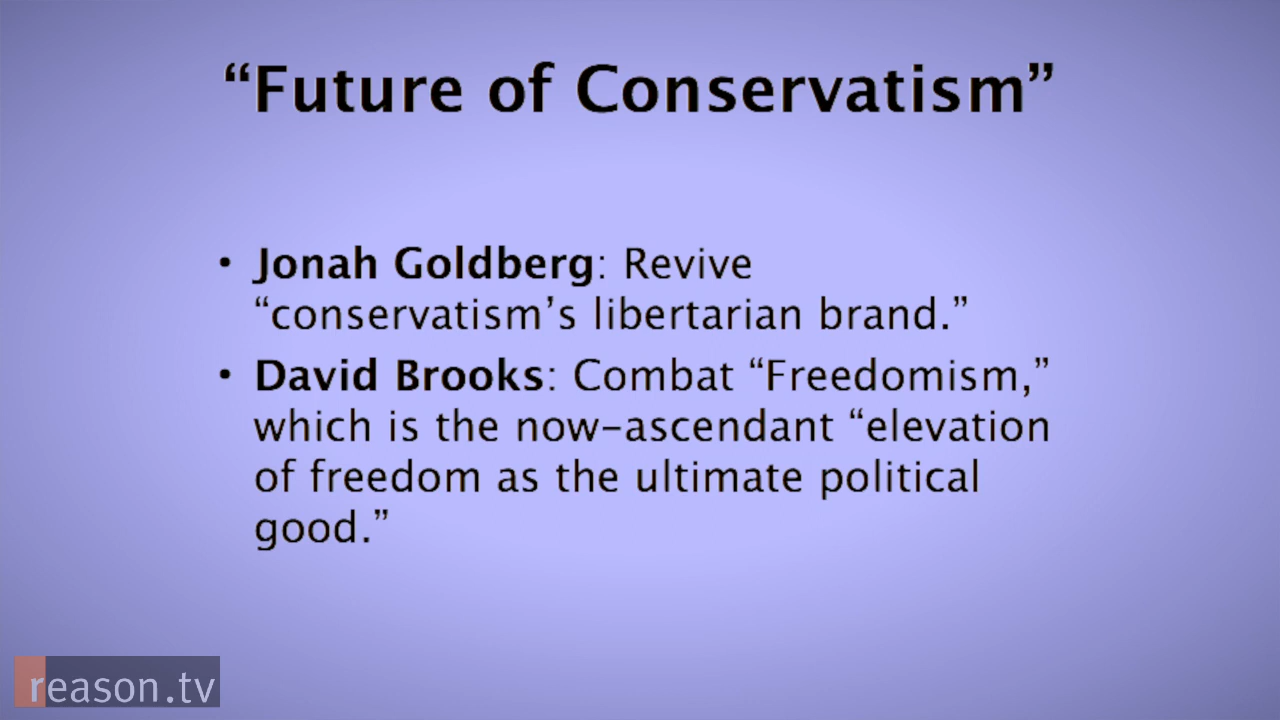 “Future of Conservatism”
• Jonah Goldberg: Revive
“conservatism’s libertarian brand.”
• David Brooks: Combat “Freedomism,”
which is the now-ascendant “elevation
of freedom as the ultimate political
good.”
reason.tv